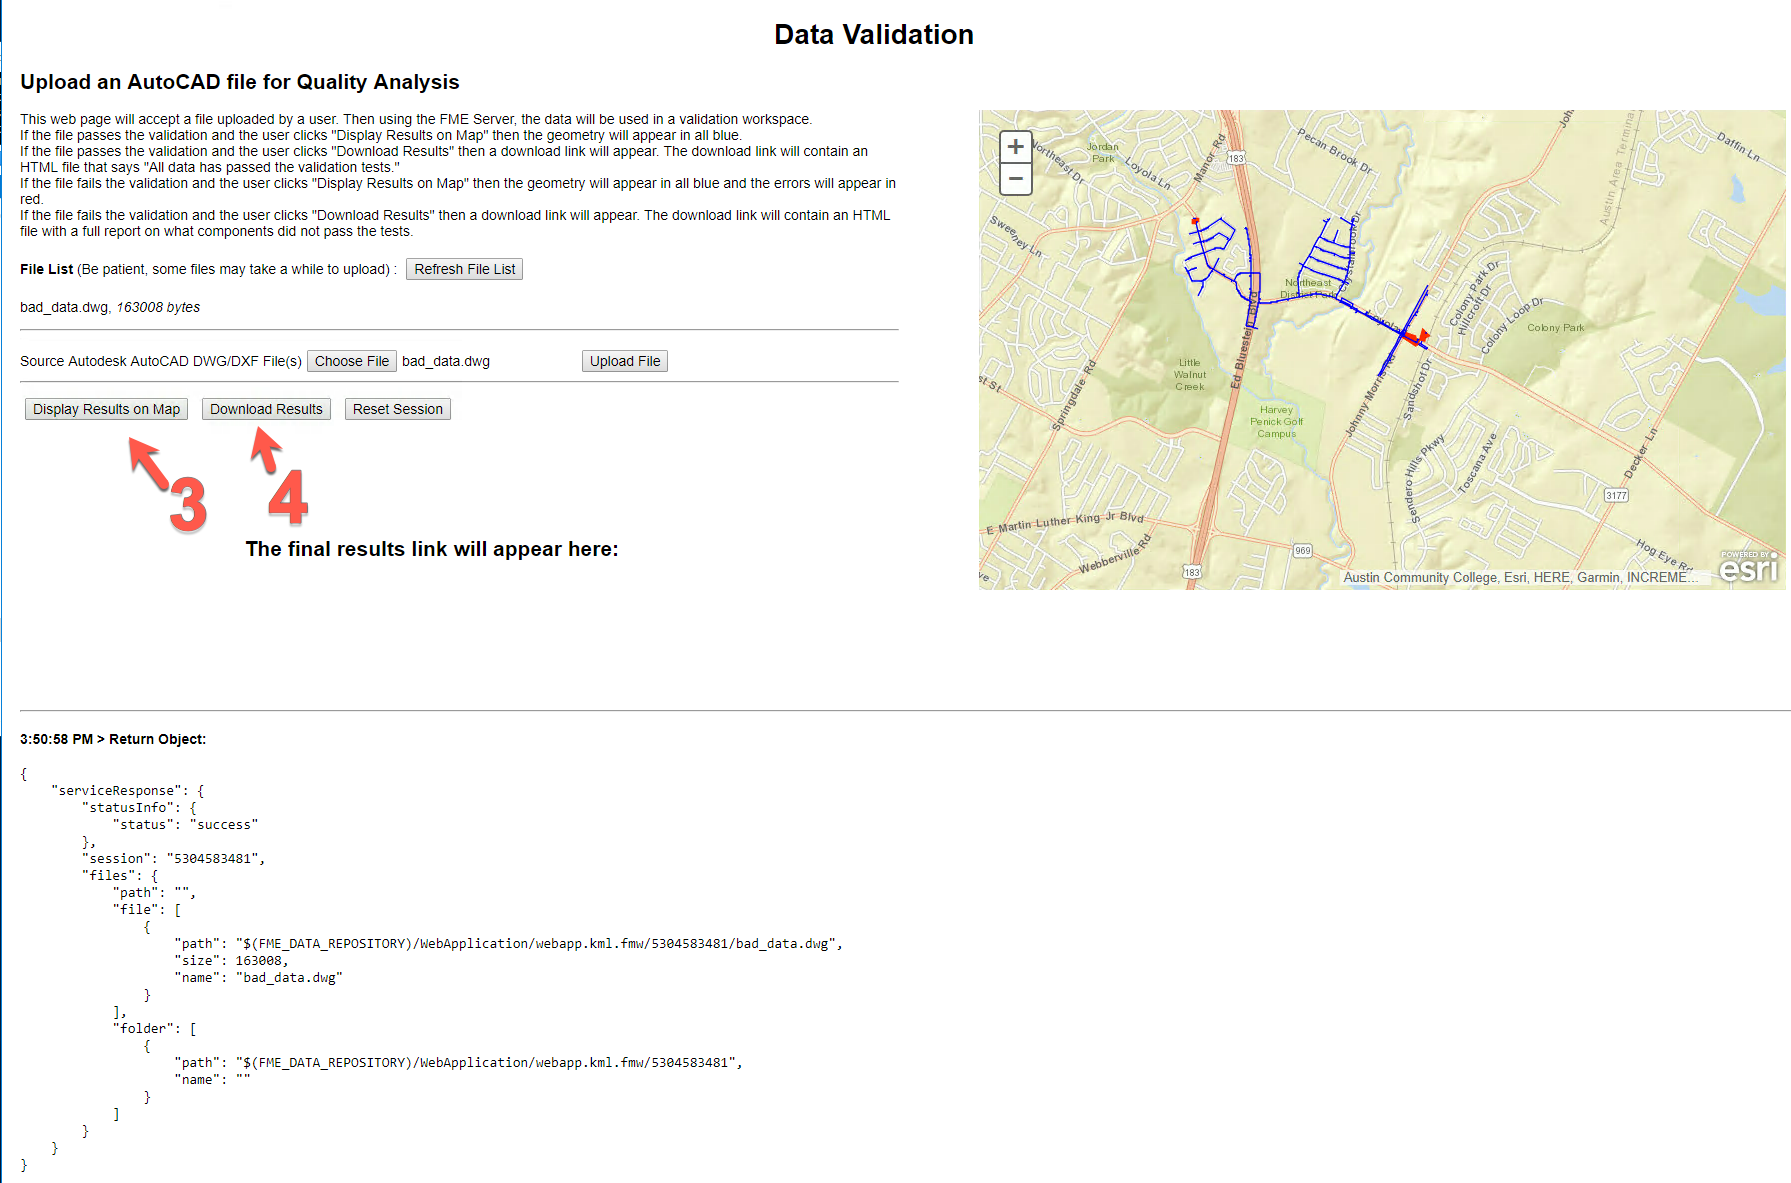 Data Validation
Upload an AutoCAD file for Quality Analysis
This web page will accept a file uploaded by a user. Then using the FME Server, the data will be used in a validation workspace.
If the file passes the validation and the user clicks "Display Results on Map" then the geometry will appear in all blue.
If the file passes the validation and the user clicks "Download Results" then a download link will appear. The download link will contain an
HTML file that says "All data has passed the validation tests."
If the file fails the validation and the user clicks "Display Results on Map" then the geometry will appear in all blue and the errors will appear in
red.
If the file fails the validation and the user clicks "Download Results" then a download link will appear. The download link will contain an HTML
file with a full report on what components did not pass the tests.
File List (Be patient, some files may take a while to upload) : Refresh File List
bad_data.dwg, 163008 bytes
Source Autodesk AutoCAD DWG/DXF File(s) Choose File bad_data.dwg Upload File
Display Results on Map Download Results Reset Session
3
4
The final results link will appear here:
+
−
Northeast Dr
Jordan
Park
Loyola Ln
Manor Rd
183
Pecan Brook Dr
Austin Area Termina
Daffin Ln
Sweeney Ln
Northeast
District Park
Loyola
Colony Park Dr
Hillcroft Dr
Colony Loop Dr
Colony Park
Ed Bluestein Blvd
Little
Walnut
Creek
Springdale Rd
st St
Harvey
Penick Golf
Campus
Johnny Morris Rd
Sandshof Dr
Sendero Hills Pkwy
Toscana Ave
Decker Ln
3177
E Martin Luther King Jr Blvd
Webberville Rd
969
183
Hog Eye Rd
Austin Community College, Esri, HERE, Garmin, INCREME...
POWERED BY
esri
3:50:58 PM > Return Object:
{
"serviceResponse": {
"statusInfo": {
"status": "success"
},
"session": "5304583481",
"files": {
"path": "",
"file": [
{
"path": "$(FME_DATA_REPOSITORY)/WebApplication/webapp.kml.fmw/5304583481/bad_data.dwg",
"size": 163008,
"name": "bad_data.dwg"
}
],
"folder": [
{
"path": "$(FME_DATA_REPOSITORY)/WebApplication/webapp.kml.fmw/5304583481",
"name": ""
}
]
}
}
}